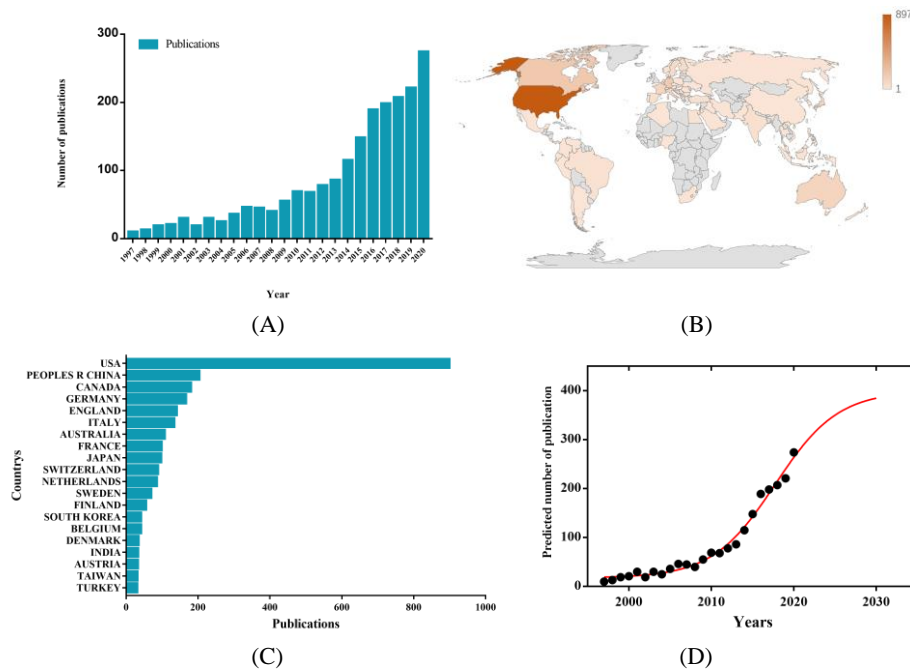 300
200
100
0
Number of publications
Publications
1997
1998
1999
2000
2001
2002
2003
2004
2005
2006
2007
2008
2009
2010
2011
2012
2013
2014
2015
2016
2017
2018
2019
2020
Year
(A)
897
1
(B)
Countrys
USA
PEOPLES R CHINA
CANADA
GERMANY
ENGLAND
ITALY
AUSTRALIA
FRANCE
JAPAN
SWITZERLAND
NETHERLANDS
SWEDEN
FINLAND
SOUTH KOREA
BELGIUM
DENMARK
INDIA
AUSTRIA
TAIWAN
TURKEY
0 200 400 600 800 1000
Publications
(C)
Predicted number of publication
400
300
200
100
0
2000 2010 2020 2030
Years
(D)